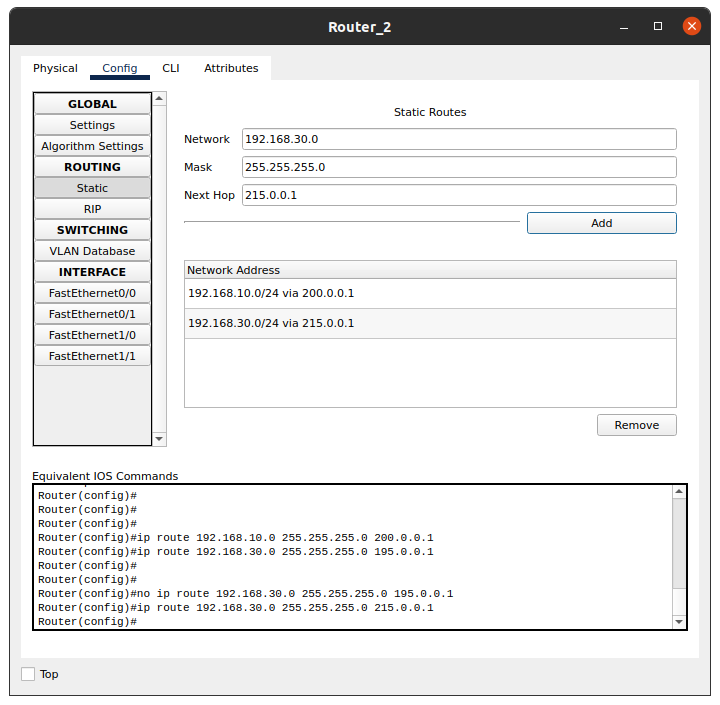 Router_2
Physical Config CLI Attributes
GLOBAL
Settings
Algorithm Settings
ROUTING
Static
RIP
SWITCHING
VLAN Database
INTERFACE
FastEthernet0/0
FastEthernet0/1
FastEthernet1/0
FastEthernet1/1
Static Routes
Network 192.168.30.0
Mask 255.255.255.0
Next Hop 215.0.0.1
Add
Network Address
192.168.10.0/24 via 200.0.0.1
192.168.30.0/24 via 215.0.0.1
Remove
Equivalent IOS Commands
Router(config)#
Router(config)#
Router(config)#
Router(config)#ip route 192.168.10.0 255.255.255.0 200.0.0.1
Router(config)#ip route 192.168.30.0 255.255.255.0 195.0.0.1
Router(config)#
Router(config)#
Router(config)#no ip route 192.168.30.0 255.255.255.0 195.0.0.1
Router(config)#ip route 192.168.30.0 255.255.255.0 215.0.0.1
Router(config)#
Top